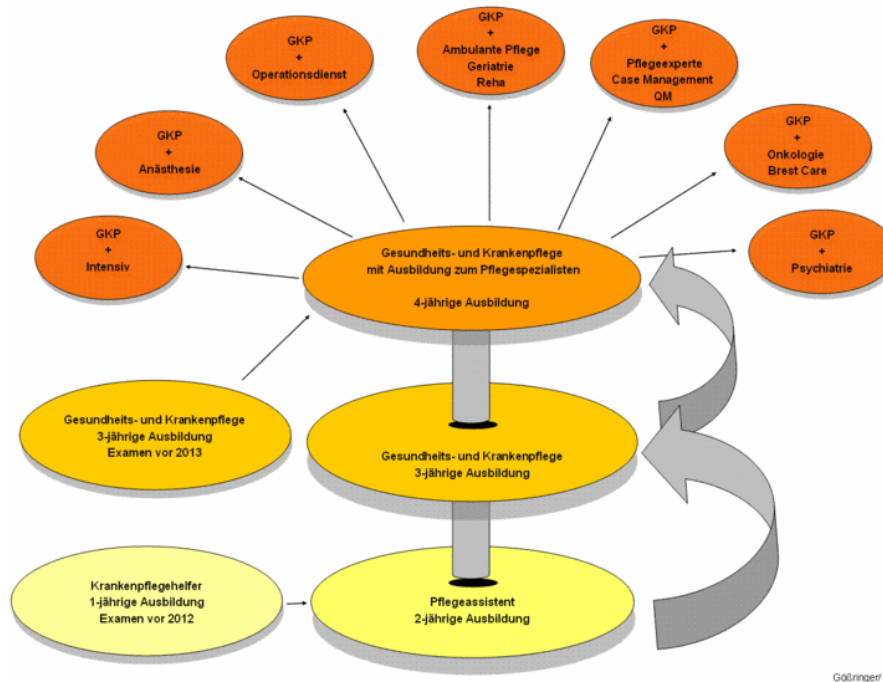 GKP
+
Operationsdienst
GKP
+
Ambulante Pflege
Geriatrie
Reha
GKP
+
Pflegeexperte
Case Management
QM
GKP
+
Anästhesie
GKP
+
Onkologie
Brest Care
GKP
+
Intensiv
Gesundheits- und Krankenpflege
mit Ausbildung zum Pflegespezialisten
4-jährige Ausbildung
GKP
+
Psychiatrie
Gesundheits- und Krankenpflege
3-jährige Ausbildung
Examen vor 2013
Gesundheits- und Krankenpflege
3-jährige Ausbildung
Krankenpflegehelfer
1-jährige Ausbildung
Examen vor 2012
Pflegeassistent
2-jährige Ausbildung
Gößringer/